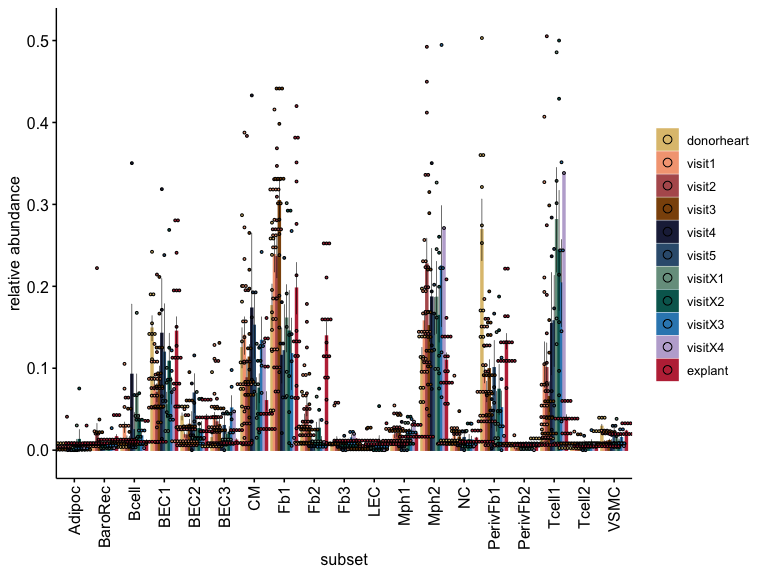 relative abundance
0.5
0.4
0.3
0.2
0.1
0.0
Adipoc
BaroRec
Bcell
BEC1
BEC2
BEC3
CM
Fb1
Fb2
Fb3
LEC
Mph1
Mph2
NC
PerivFb1
PerivFb2
Tcell1
Tcell2
VSMC
subset
donorheart
visit1
visit2
visit3
visit4
visit5
visitX1
visitX2
visitX3
visitX4
explant